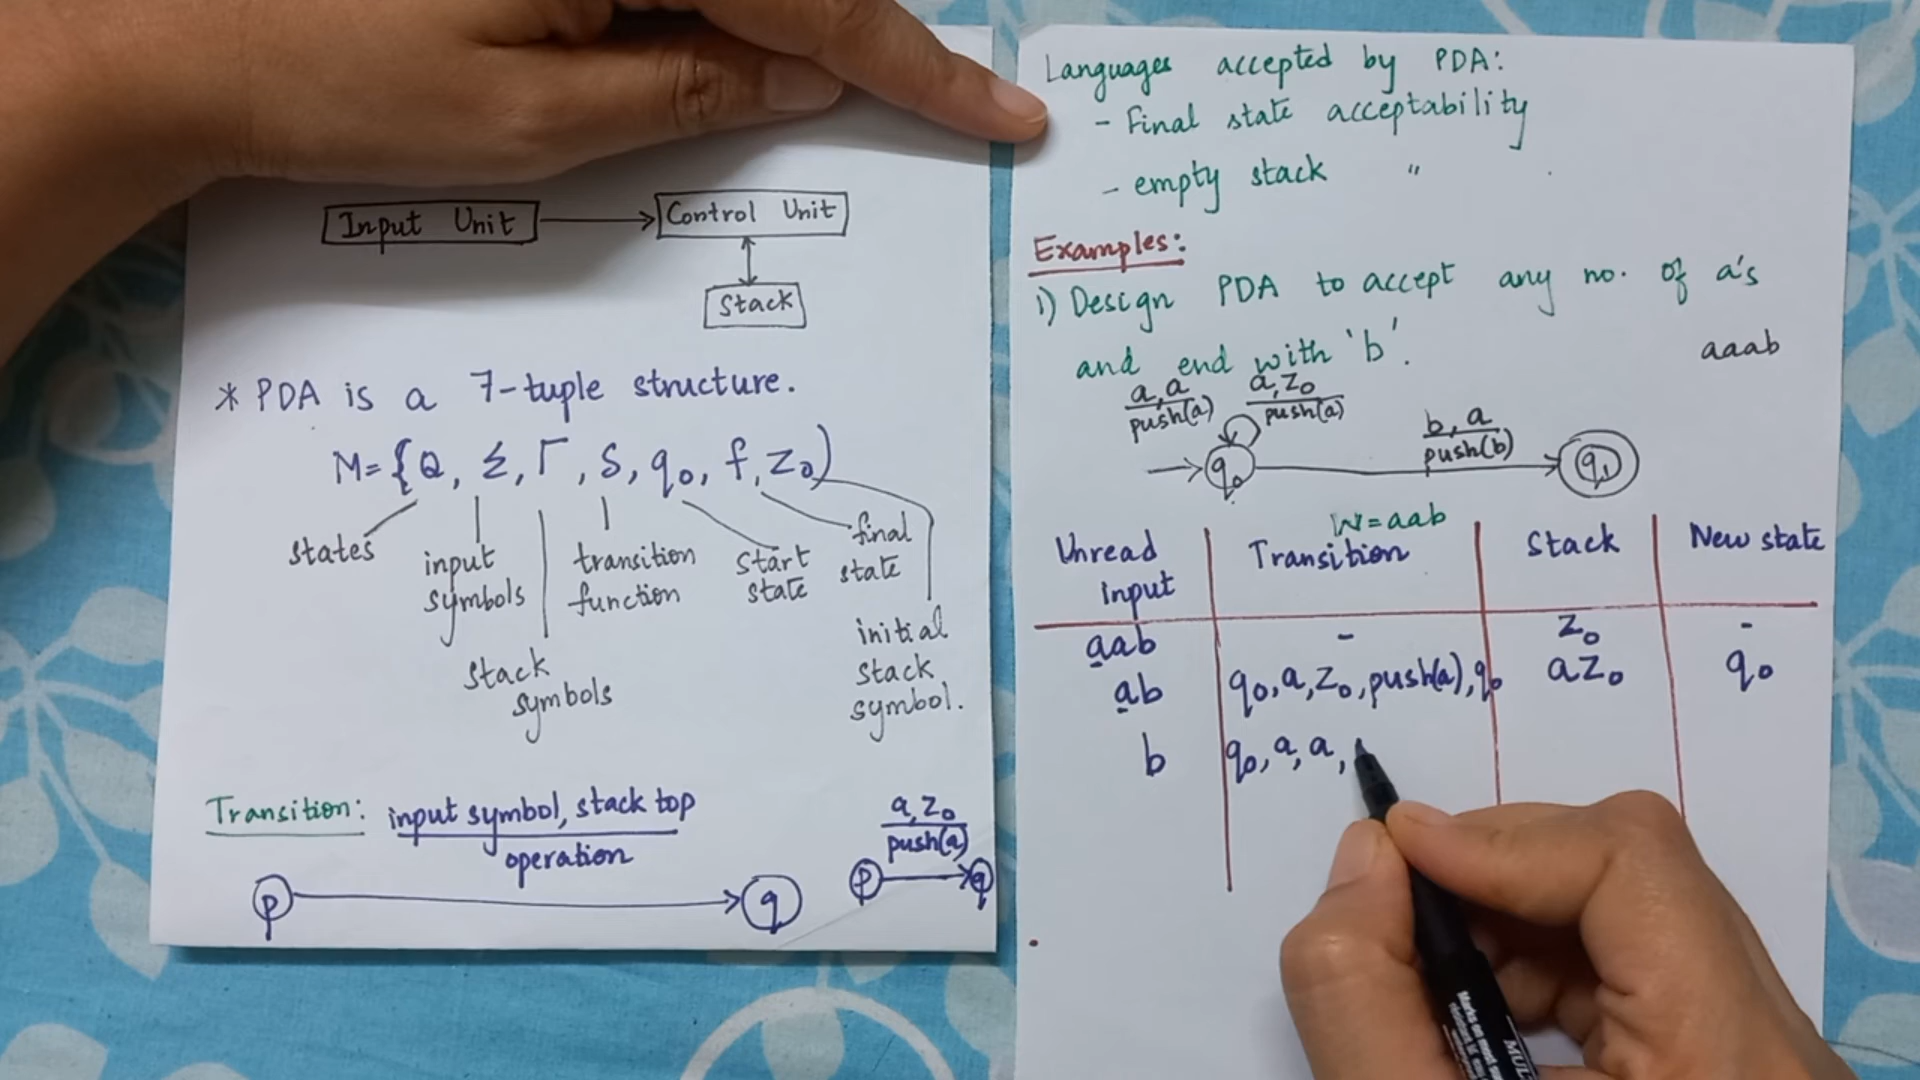 Input Unit
Control Unit
Stack
* PDA is a 7-tuple structure.
M={Q, Σ, Γ, δ, q₀, f, z₀)
states
input symbols
stack symbols
transition function
start state
final state
initial stack symbol.
Transition: input symbol, stack top
operation
p q
a, z₀
push(a)
p q
Languages accepted by PDA:
- Final state acceptability
- empty stack "
Examples:
1) Design PDA to accept any no. of a's
and end with 'b'.
aaab
a, a
push(a)
a, z₀
push(a)
b, a
push(b)
q₀ q₁
W = aab
Unread input Transition Stack New state
aab - z₀ -
ab q₀, a, z₀, push(a), q₀ az₀ q₀
b q₀, a, a,
Marks on most